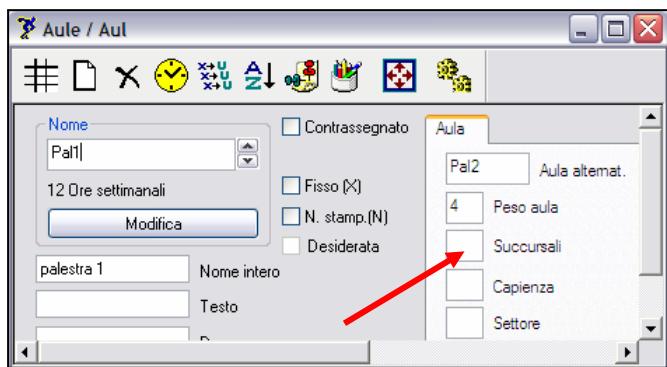 Aule / Aul
Nome
Pal1
12 Ore settimanali
Modifica
palestra 1 Nome intero
Testo
Contrassegnato
Fisso (X)
N. stamp.(N)
Desiderata
Aula
Pal2 Aula alternat.
4 Peso aula
Succursali
Capienza
Settore